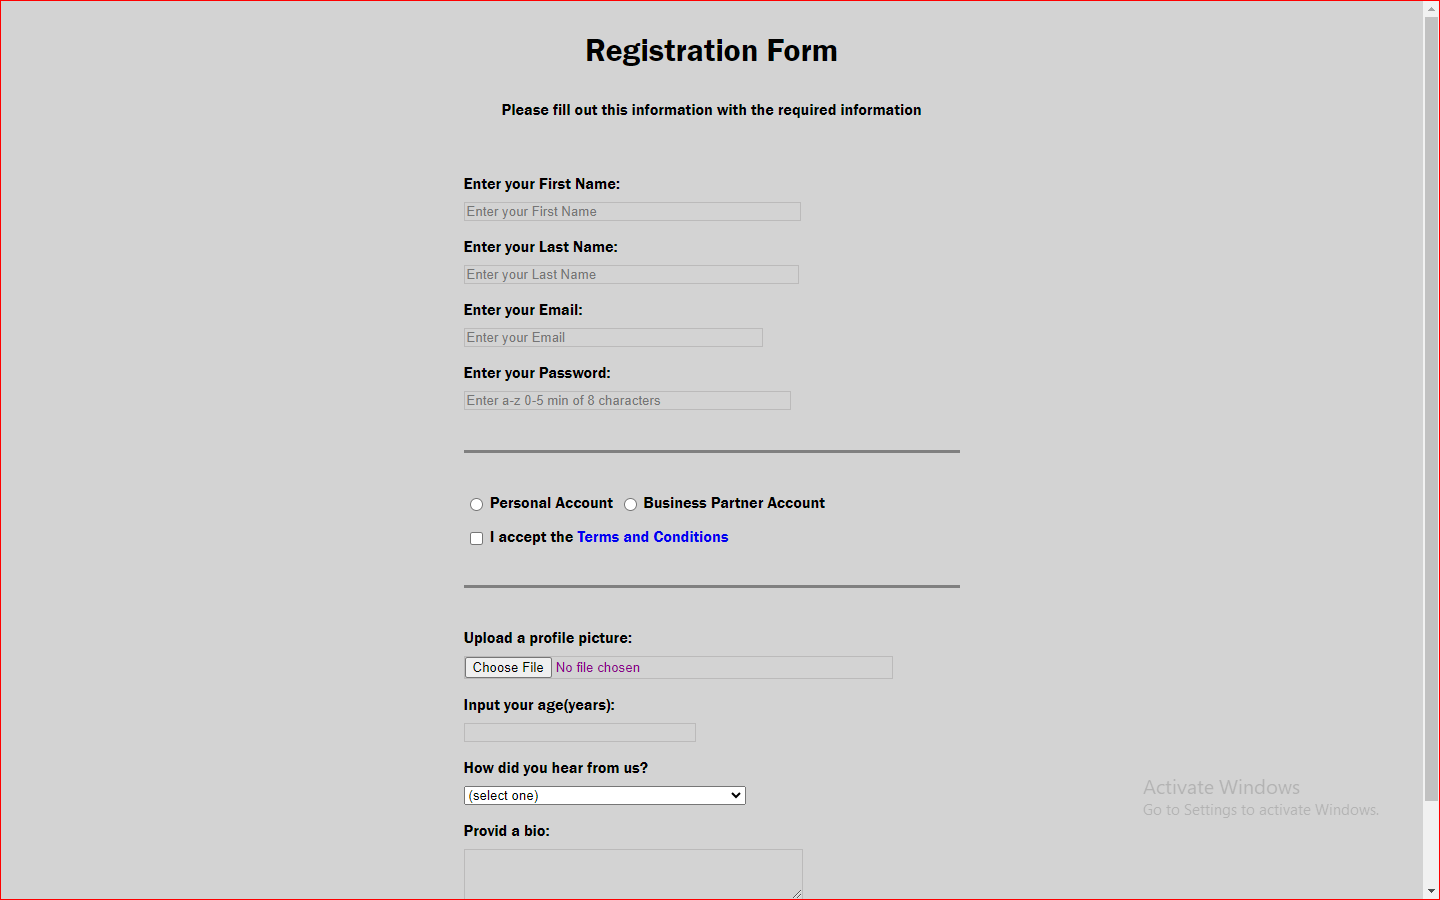 Registration Form
Please fill out this information with the required information
Enter your First Name:
Enter your First Name
Enter your Last Name:
Enter your Last Name
Enter your Email:
Enter your Email
Enter your Password:
Enter a-z 0-5 min of 8 characters
Personal Account Business Partner Account
I accept the Terms and Conditions
Upload a profile picture:
Choose File No file chosen
Input your age(years):
How did you hear from us?
(select one)
Provid a bio:
Activate Windows
Go to Settings to activate Windows.